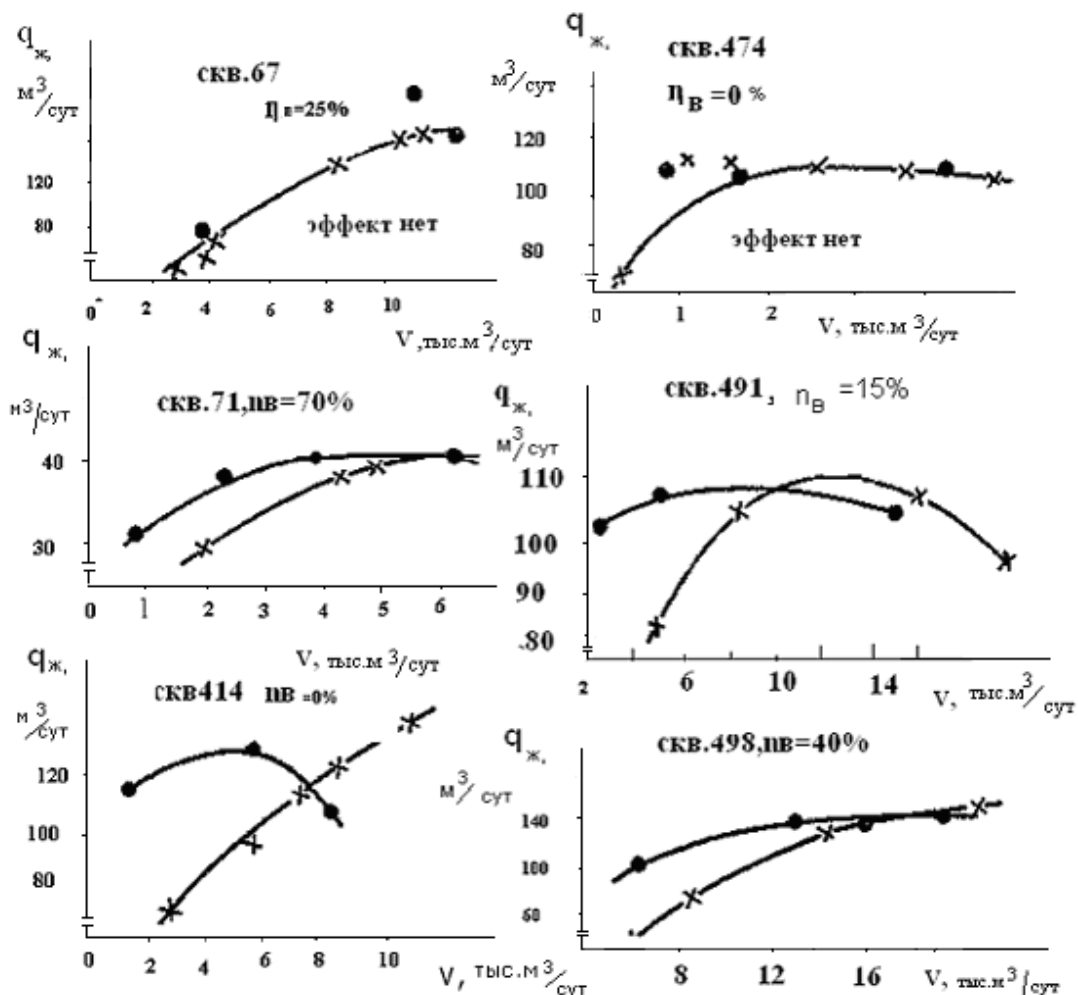 q ж,
м³/сут
скв.67
η в=25%
120
80
эффект нет
0 2 4 6 8 10
V ,тыс.м³/сут
q ж,
м³/сут
скв.474
η В =0 %
120
100
80
эффект нет
0 1 2
V, тыс.м³/сут
q ж,
м³/сут
скв.71,nв=70%
40
30
0 1 2 3 4 5 6
V, тыс.м³/сут
скв.491, n В =15%
q ж,
м³/сут
110
100
90
80
2 6 10 14
V, тыс.м³/сут
q ж,
м³/сут
скв414 nв =0%
120
100
80
0 2 4 6 8 10
V, тыс.м³/сут
скв.498,nв=40%
q ж,
м³/сут
140
100
60
8 12 16
V, тыс.м³/сут